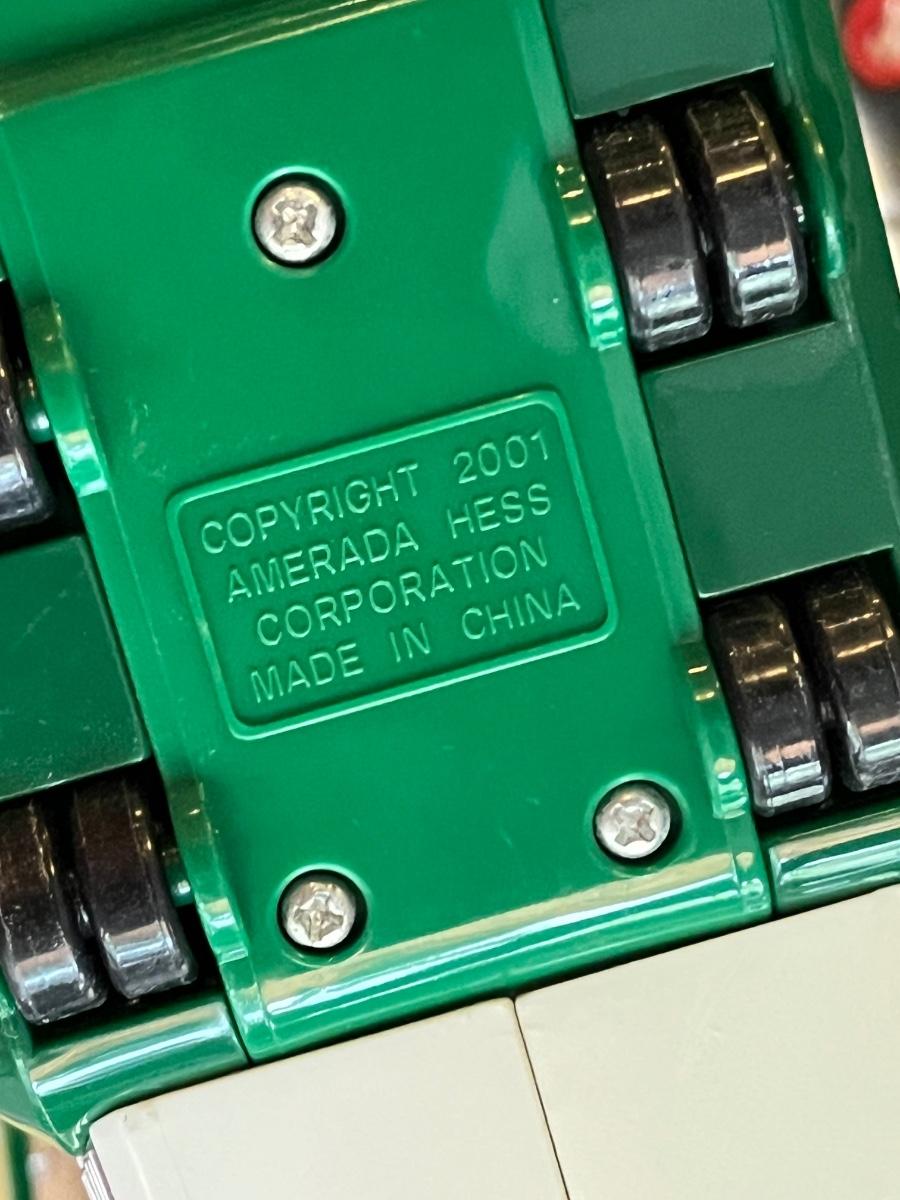 COPYRIGHT 2001
AMERADA HESS
CORPORATION
MADE IN CHINA